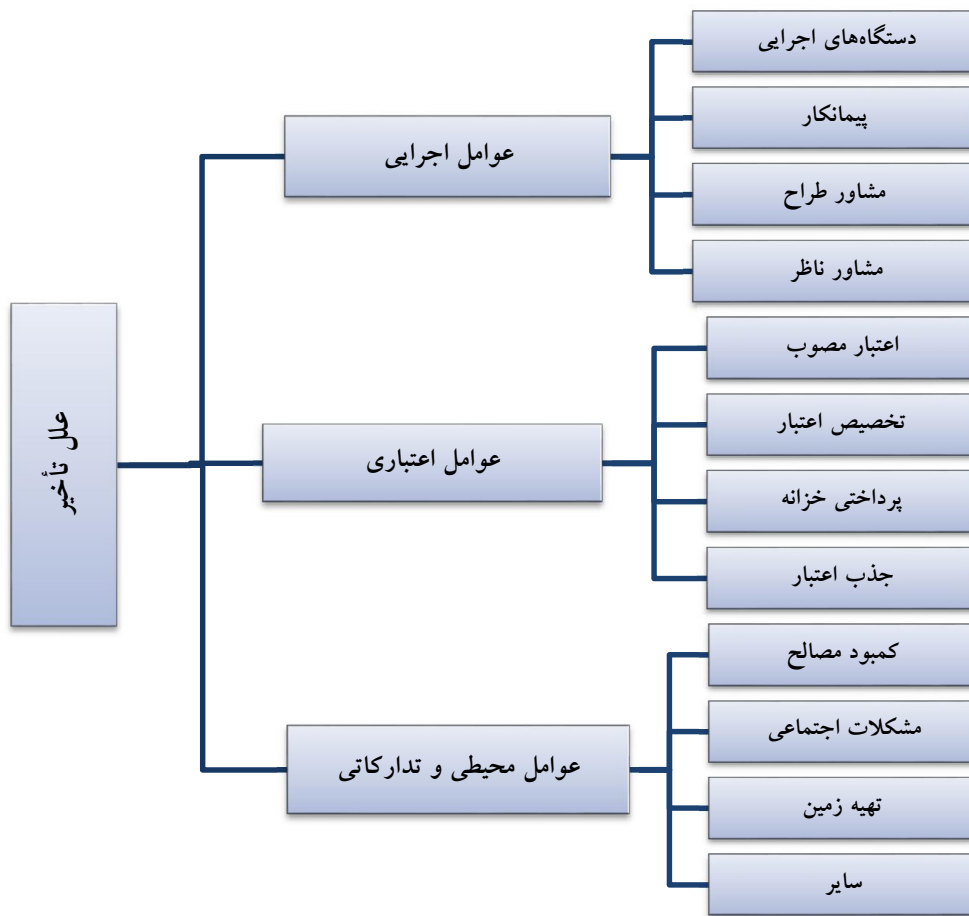 علل تأخیر
عوامل اجرایی
دستگاه‌های اجرایی
پیمانکار
مشاور طراح
مشاور ناظر
عوامل اعتباری
اعتبار مصوب
تخصیص اعتبار
پرداختی خزانه
جذب اعتبار
عوامل محیطی و تدارکاتی
کمبود مصالح
مشکلات اجتماعی
تهیه زمین
سایر